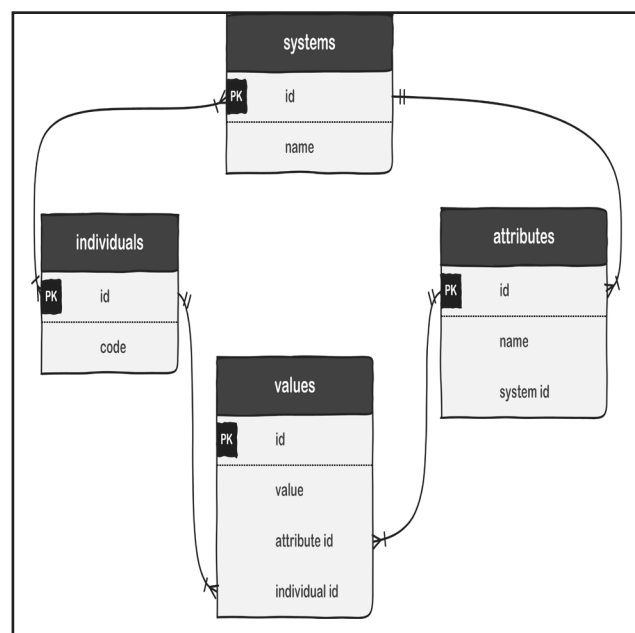 systems
PK id
name
individuals
PK id
code
attributes
PK id
name
system id
values
PK id
value
attribute id
individual id